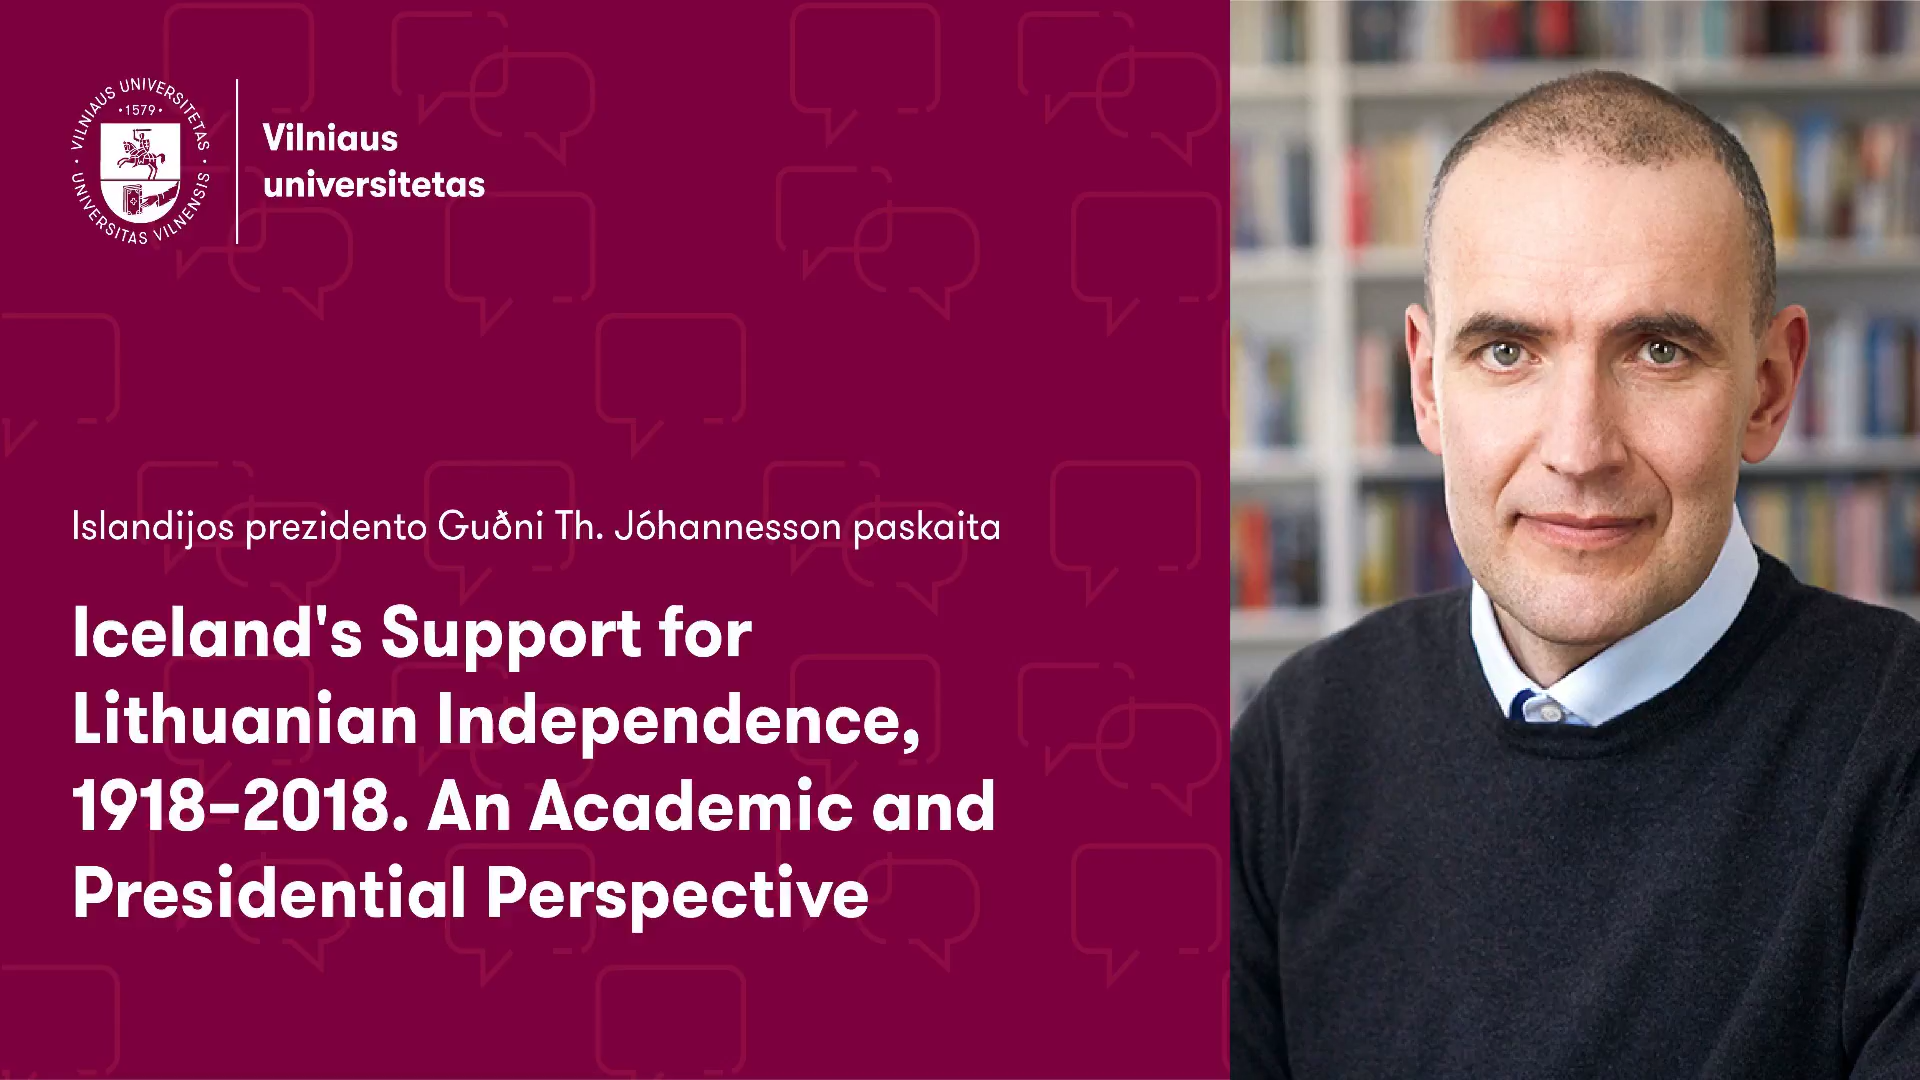 VILNIAUS UNIVERSITETAS
•1579•
UNIVERSITAS VILNENSIS
Vilniaus
universitetas
Islandijos prezidento Guðni Th. Jóhannesson paskaita
Iceland's Support for
Lithuanian Independence,
1918–2018. An Academic and
Presidential Perspective